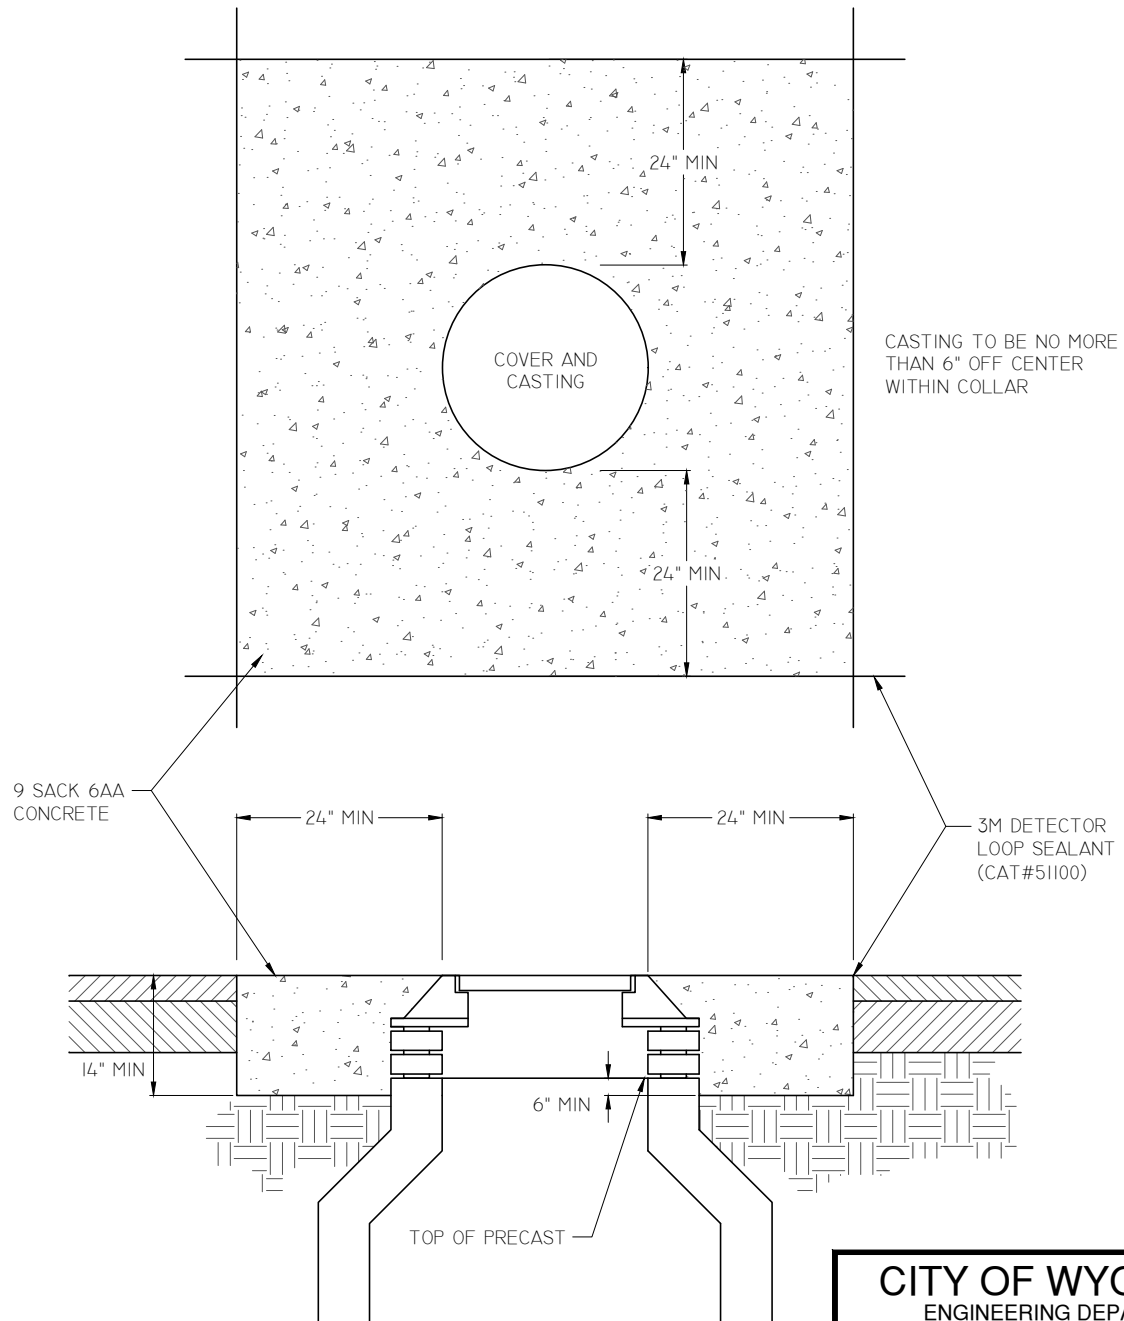 24" MIN
COVER AND
CASTING
CASTING TO BE NO MORE
THAN 6" OFF CENTER
WITHIN COLLAR
24" MIN
9 SACK 6AA
CONCRETE
24" MIN
24" MIN
3M DETECTOR
LOOP SEALANT
(CAT#51100)
14" MIN
6" MIN
TOP OF PRECAST
CITY OF
ENGINEERING